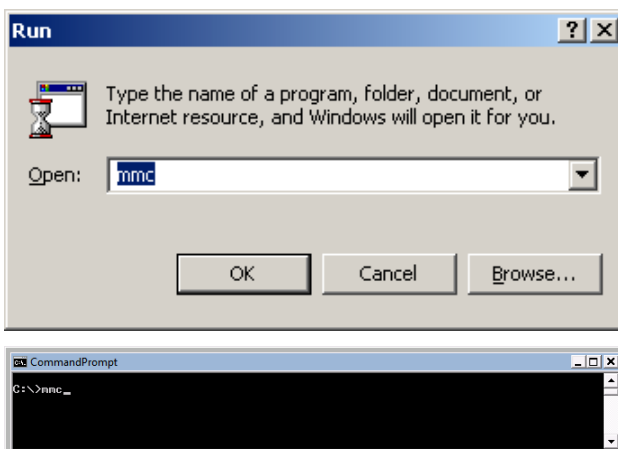 Run
Type the name of a program, folder, document, or
Internet resource, and Windows will open it for you.
Open: mmc
OK Cancel Browse...
CommandPrompt
C:\>mmc_